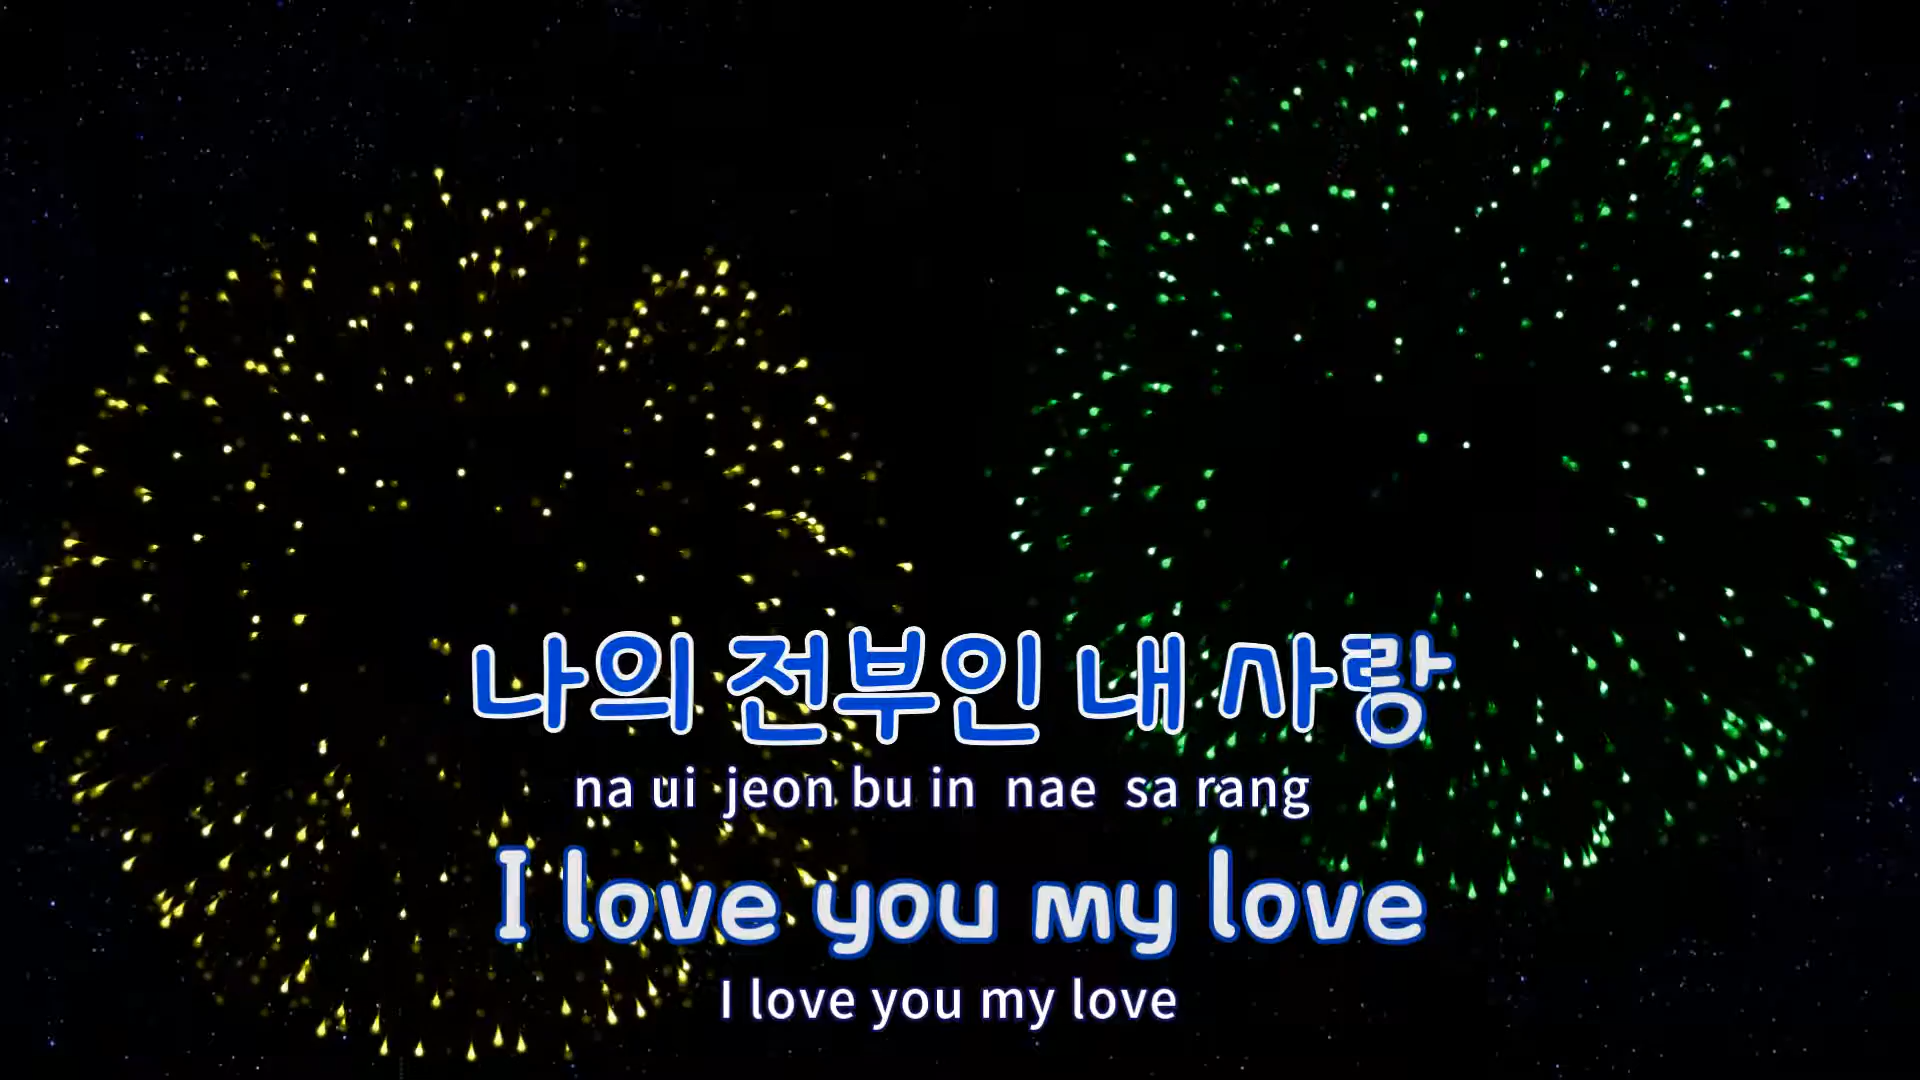 나의 전부인 내 사랑
na ui jeon bu in nae sa rang
I love you my love
I love you my love